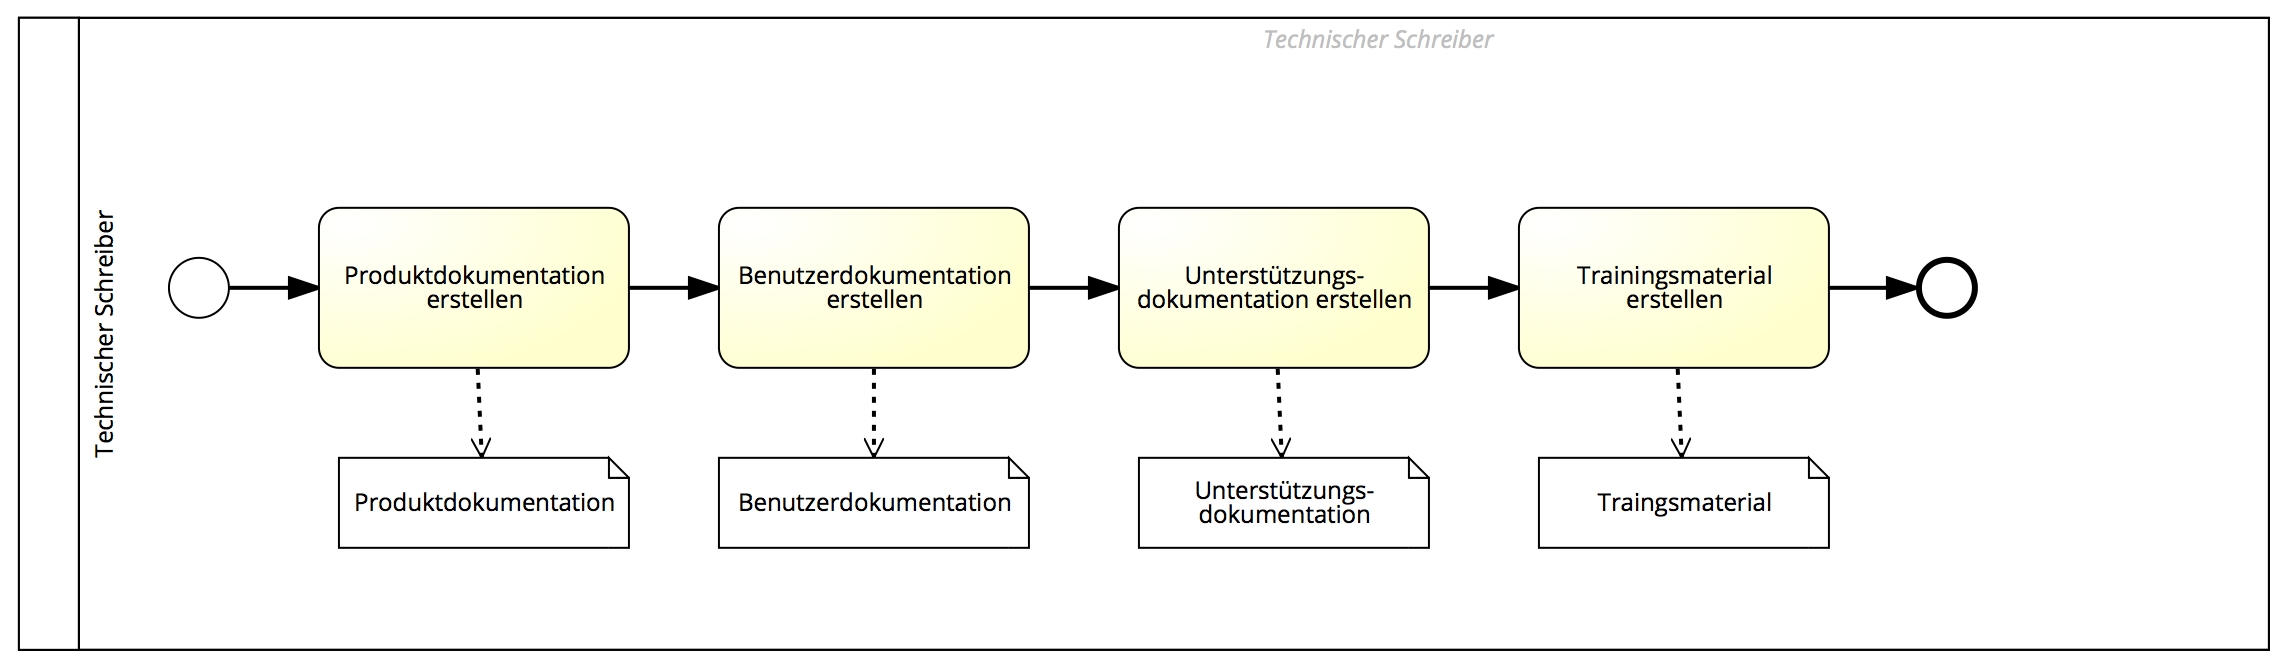 Technischer Schreiber
Technischer Schreiber
Produktdokumentation
erstellen
Benutzerdokumentation
erstellen
Unterstützungs-
dokumentation erstellen
Trainingsmaterial
erstellen
Produktdokumentation
Benutzerdokumentation
Unterstützungs-
dokumentation
Traingsmaterial